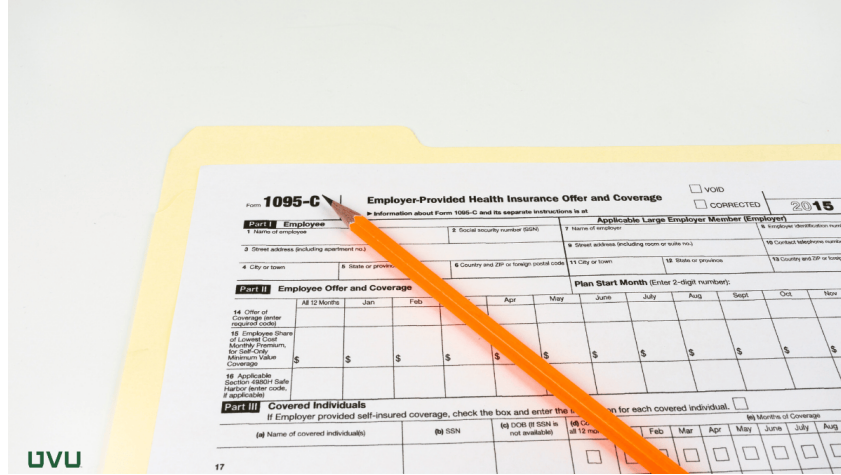 Form 1095-C
Employer-Provided Health Insurance Offer and Coverage
▶ Information about Form 1095-C and its separate instructions is at
VOID
CORRECTED
2015
Part I Employee
Applicable Large Employer Member (Employer)
1 Name of employee
2 Social security number (SSN)
7 Name of employer
8 Employer identification
3 Street address (including apartment no.)
9 Street address (including room or suite no.)
10 Contact telephone
4 City or town
5 State or province
6 Country and ZIP or foreign postal code
11 City or town
12 State or province
13 Country and ZIP or
Part II Employee Offer and Coverage
Plan Start Month (Enter 2-digit number):
All 12 Months Jan Feb Apr May June July Aug Sept Oct Nov
14 Offer of
Coverage (enter
required code)
15 Employee Share
of Lowest Cost
Monthly Premium,
for Self-Only
Minimum Value
Coverage
$ $ $ $ $ $ $ $ $ $
16 Applicable
Section 4980H Safe
Harbor (enter code,
if applicable)
Part III Covered Individuals
If Employer provided self-insured coverage, check the box and enter the for each covered individual.
(a) Name of covered individual(s)
(b) SSN
(c) DOB (If SSN is
not available)
(d)
all 12
(e) Months of Coverage
Feb Mar Apr May June July Aug
17
UVU